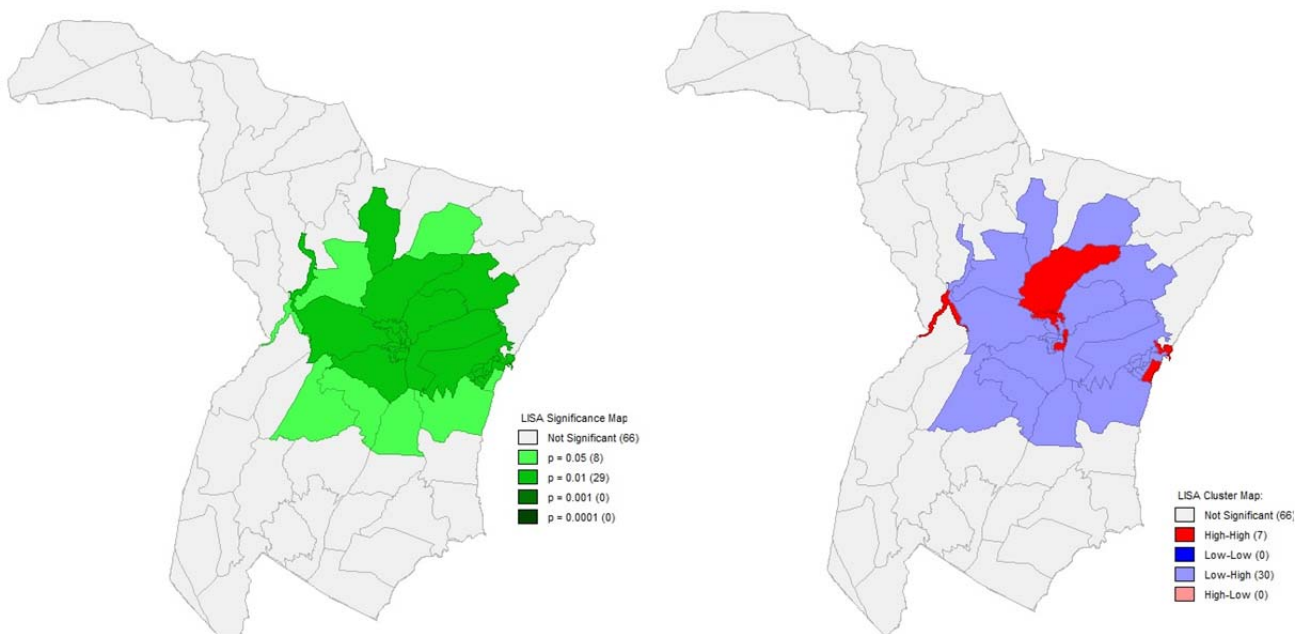 LISA Significance Map
Not Significant (66)
p = 0.05 (8)
p = 0.01 (29)
p = 0.001 (0)
p = 0.0001 (0)
LISA Cluster Map:
Not Significant (66)
High-High (7)
Low-Low (0)
Low-High (30)
High-Low (0)